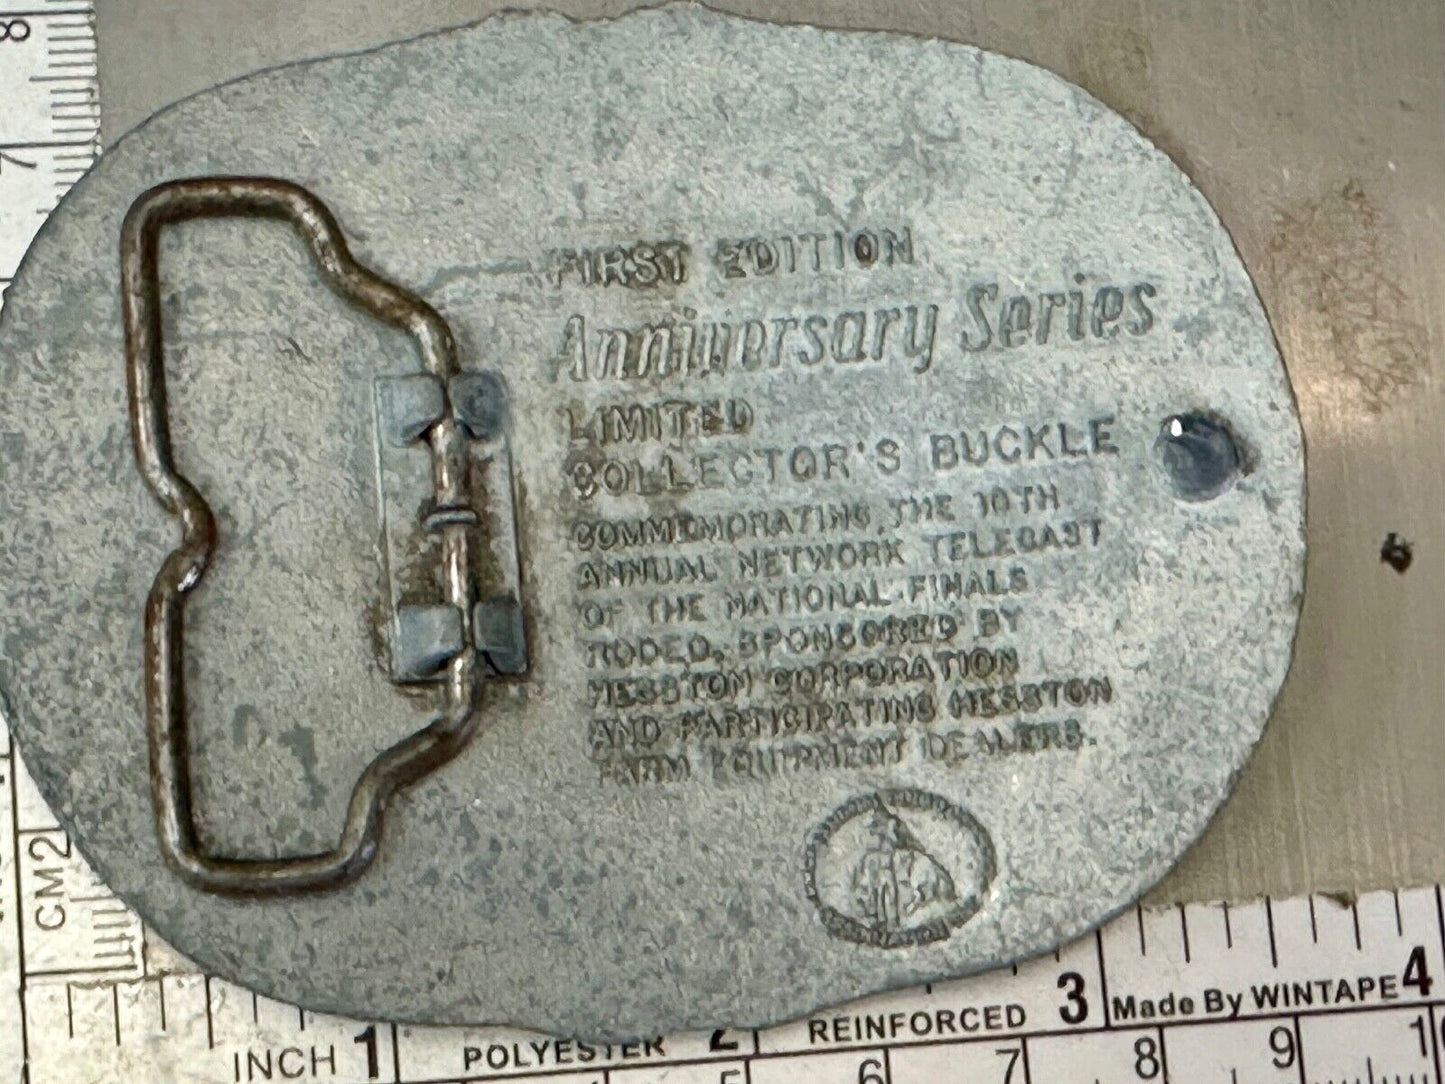 FIRST EDITION
Anniversary Series
LIMITED
COLLECTOR'S BUCKLE
COMMEMORATING THE 10TH
ANNUAL NETWORK TELECAST
OF THE NATIONAL FINALS
RODEO, SPONSORED BY
HESSTON CORPORATION
AND PARTICIPATING HESSTON
FARM EQUIPMENT DEALERS.
8
7
CM2
INCH 1 POLYESTER 2 REINFORCED 3 Made By WINTAPE 4
5 6 7 8 9 1